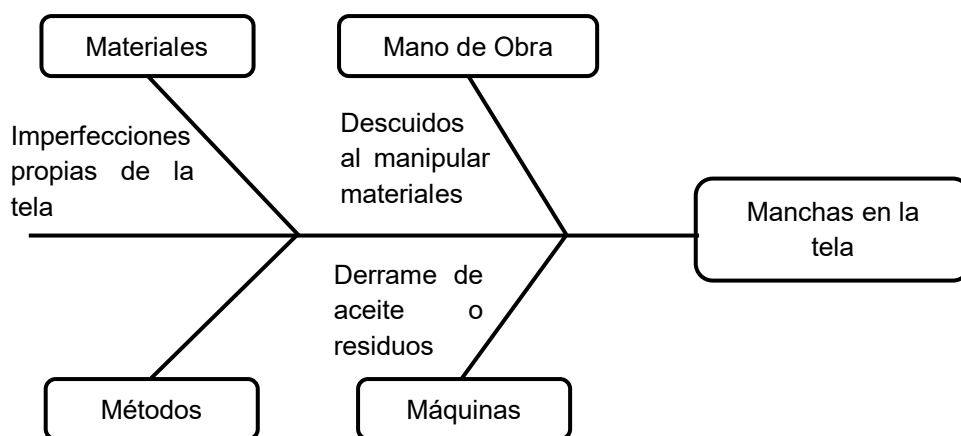 Materiales
Mano de Obra
Imperfecciones
propias de la
tela
Descuidos
al manipular
materiales
Manchas en la
tela
Derrame de
aceite o
residuos
Métodos
Máquinas